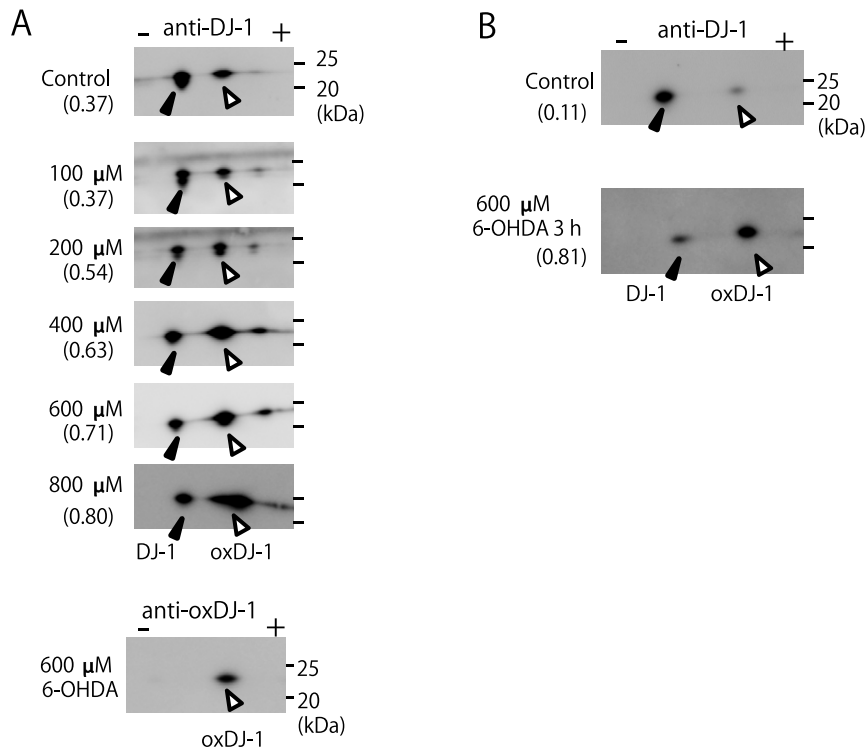 A
anti-DJ-1
– +
Control
(0.37)
25
20
(kDa)
100 μM
(0.37)
200 μM
(0.54)
400 μM
(0.63)
600 μM
(0.71)
800 μM
(0.80)
DJ-1 oxDJ-1
anti-oxDJ-1
– +
600 μM
6-OHDA
25
20
(kDa)
oxDJ-1
B
anti-DJ-1
– +
Control
(0.11)
25
20
(kDa)
600 μM
6-OHDA 3 h
(0.81)
DJ-1 oxDJ-1